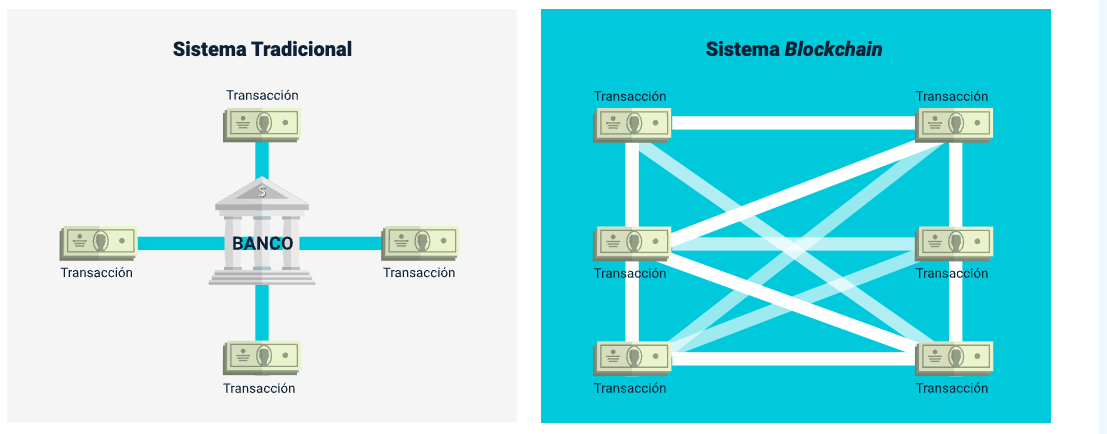 Sistema Tradicional
Transacción
$
BANCO
Transacción
Transacción
Transacción
Sistema Blockchain
Transacción
Transacción
Transacción
Transacción
Transacción
Transacción